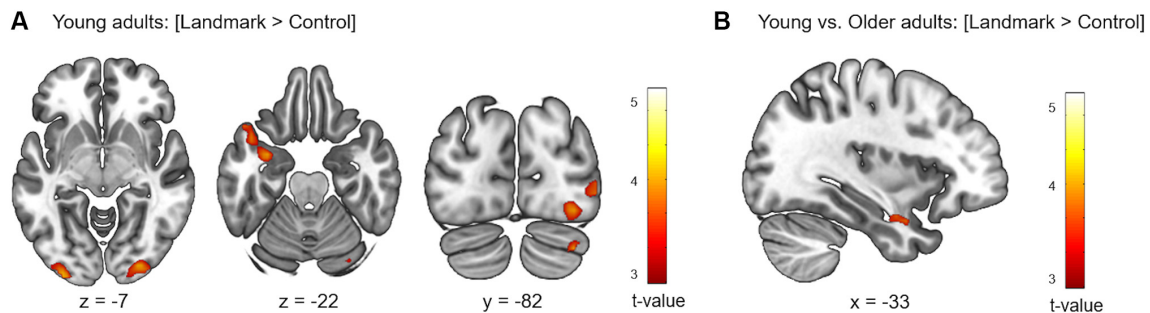 A Young adults: [Landmark > Control]
z = -7
z = -22
y = -82
5
4
3
t-value
B Young vs. Older adults: [Landmark > Control]
x = -33
5
4
3
t-value